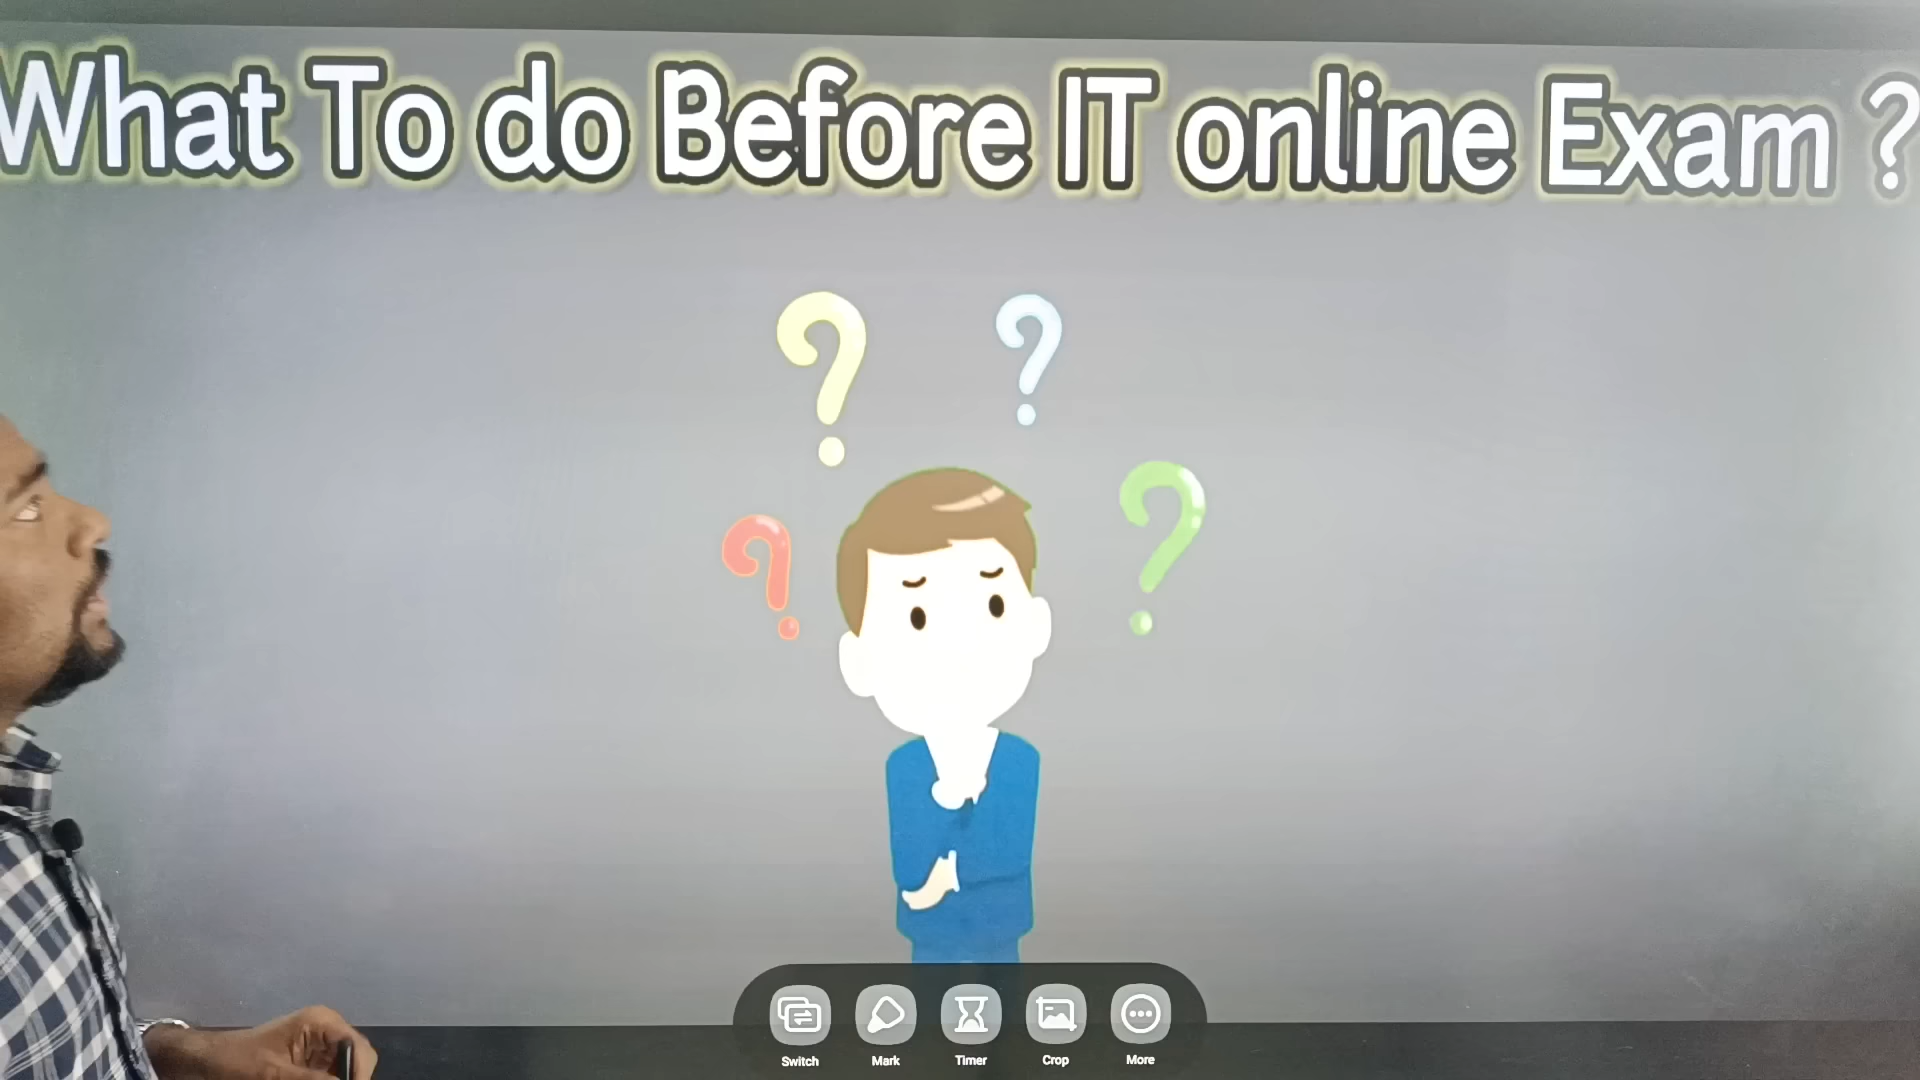 What To do Before IT online Exam ?
Switch
Mark
Timer
Crop
More